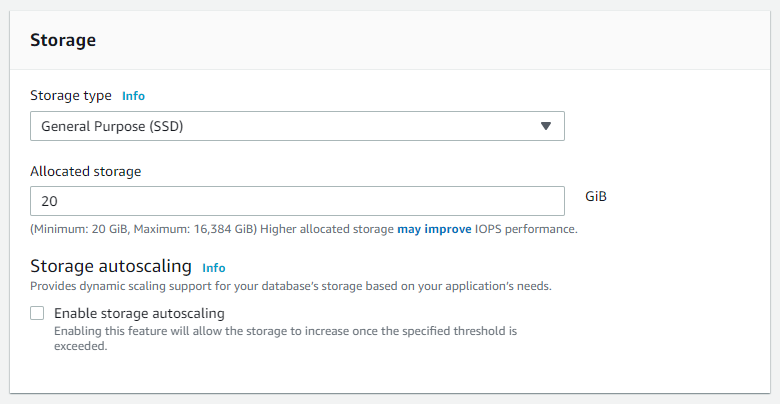 Storage
Storage type Info
General Purpose (SSD)
Allocated storage
20 GiB
(Minimum: 20 GiB, Maximum: 16,384 GiB) Higher allocated storage may improve IOPS performance.
Storage autoscaling Info
Provides dynamic scaling support for your database's storage based on your application's needs.
Enable storage autoscaling
Enabling this feature will allow the storage to increase once the specified threshold is
exceeded.